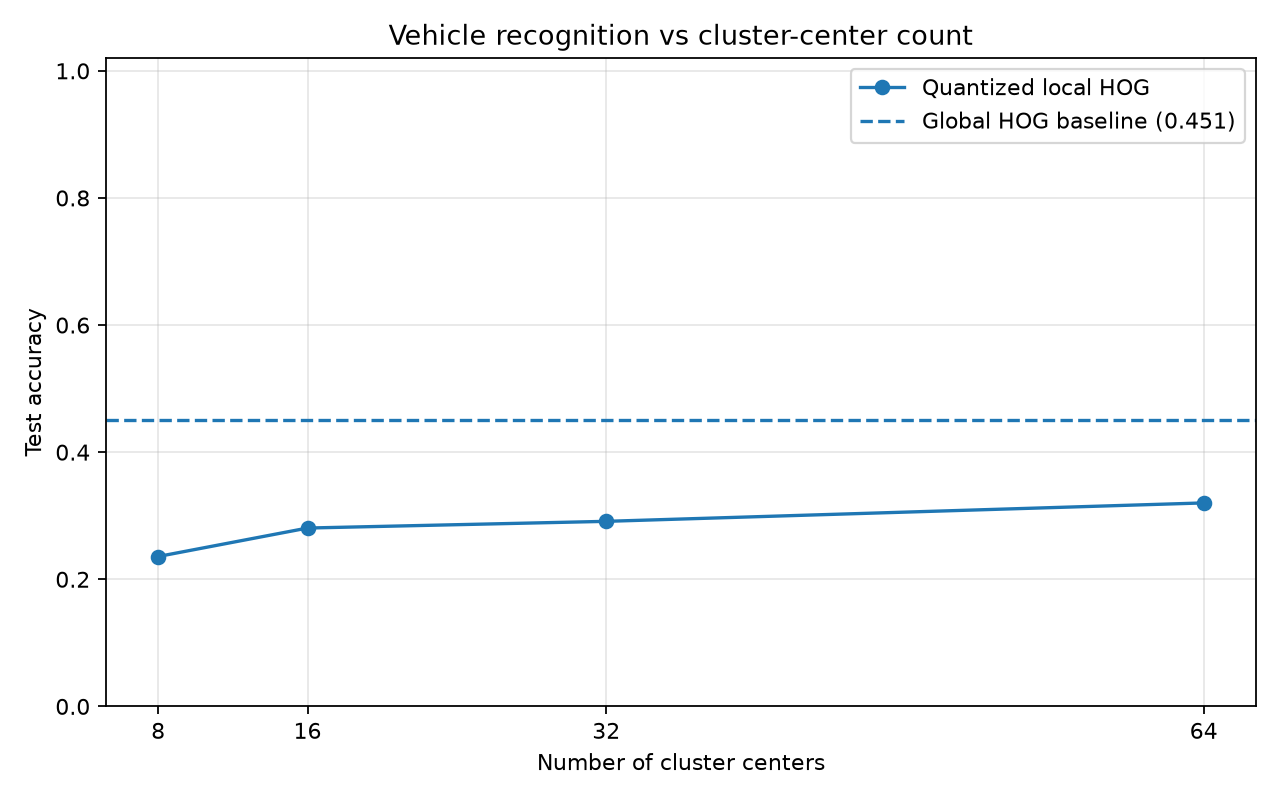 Vehicle recognition vs cluster-center count
Quantized local HOG
Global HOG baseline (0.451)
Test accuracy
1.0
0.8
0.6
0.4
0.2
0.0
8
16
32
64
Number of cluster centers